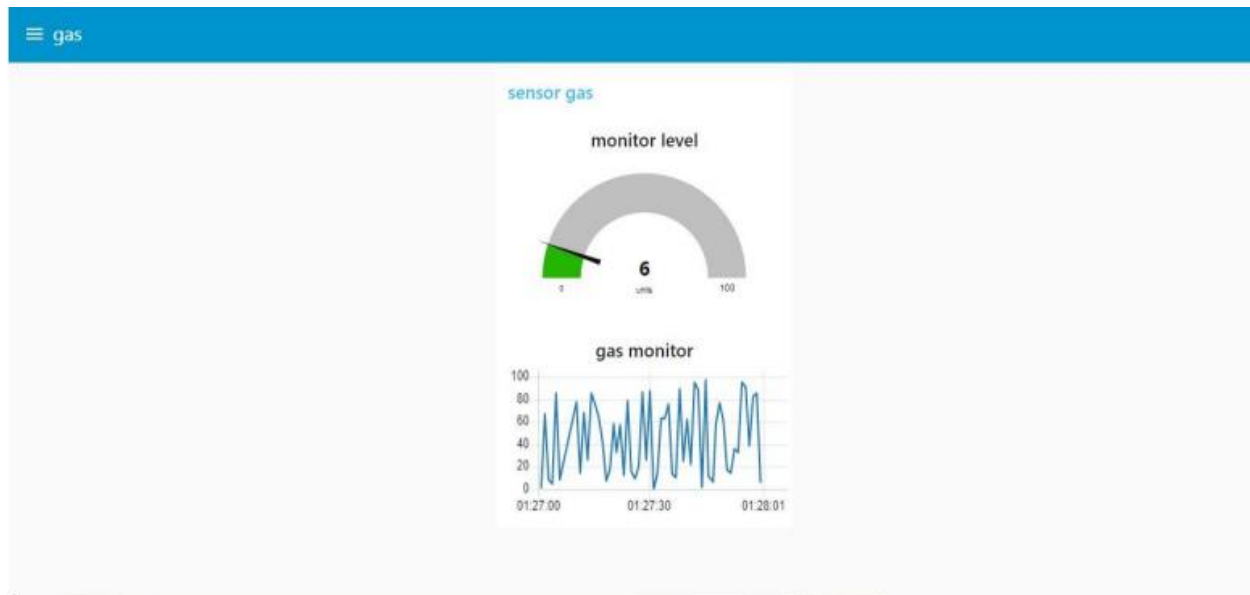 gas
sensor gas
monitor level
6
0 units 100
gas monitor
100
80
60
40
20
0
01:27:00 01:27:30 01:28:01